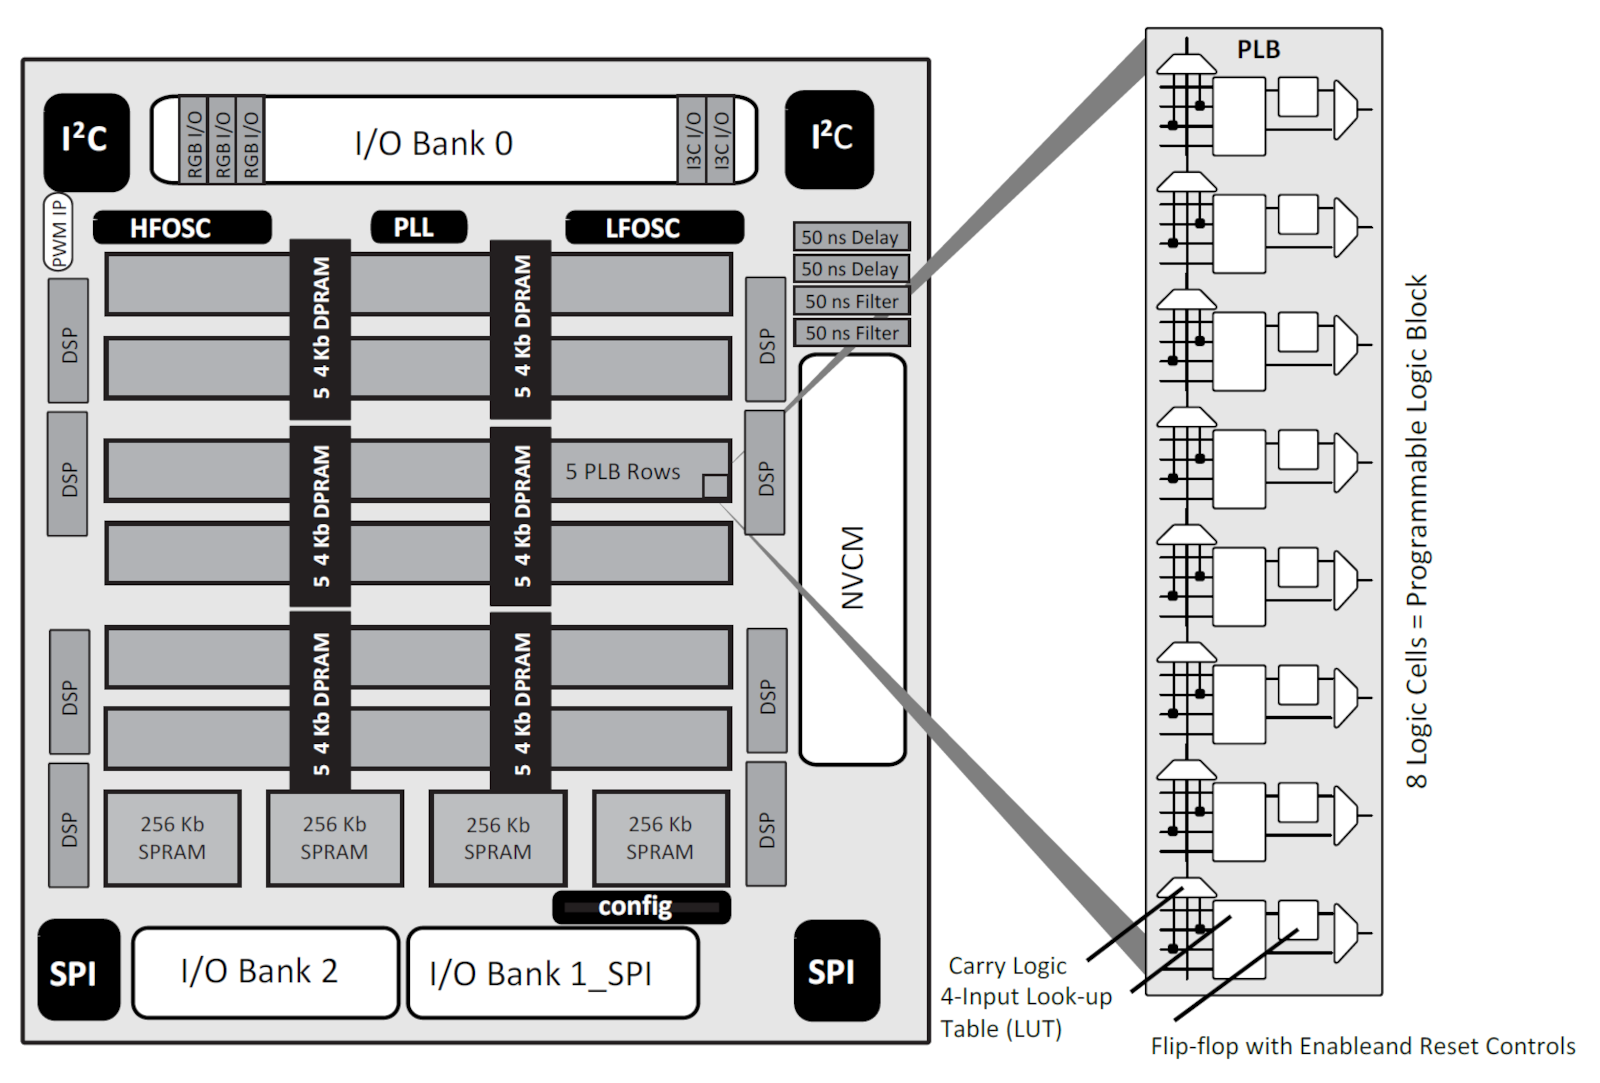 PLB
I²C
RGB I/O
RGB I/O
RGB I/O
I/O Bank 0
I3C I/O
I3C I/O
I²C
PWM IP
HFOSC
PLL
LFOSC
50 ns Delay
50 ns Delay
50 ns Filter
50 ns Filter
5 4 Kb DPRAM
5 4 Kb DPRAM
DSP
DSP
DSP
5 4 Kb DPRAM
5 4 Kb DPRAM
5 PLB Rows
DSP
NVCM
8 Logic Cells = Programmable Logic Block
DSP
5 4 Kb DPRAM
5 4 Kb DPRAM
DSP
DSP
256 Kb
SPRAM
256 Kb
SPRAM
256 Kb
SPRAM
256 Kb
SPRAM
DSP
config
SPI
I/O Bank 2
I/O Bank 1_SPI
SPI
Carry Logic
4-Input Look-up
Table (LUT)
Flip-flop with Enableand Reset Controls